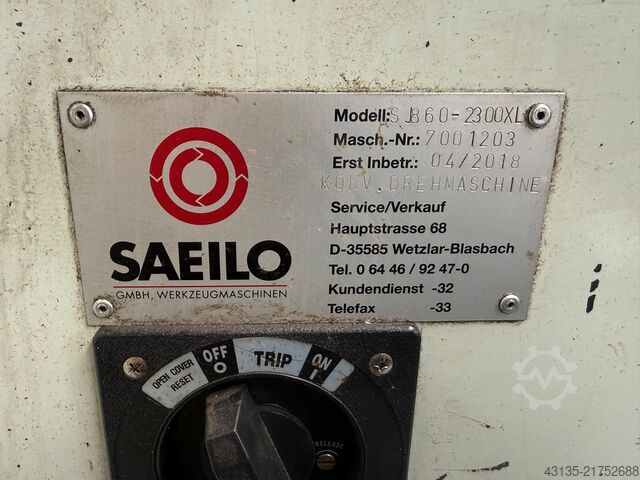 Modell: SJ860-2300XL
Masch.-Nr.: 7001203
Erst Inbetr.: 04/2018
KONV. DREHMASCHINE
Service/Verkauf
Hauptstrasse 68
D-35585 Wetzlar-Blasbach
Tel. 0 64 46 / 92 47-0
Kundendienst -32
Telefax -33
SAEILO
GMBH, WERKZEUGMASCHINEN
OPEN COVER
RESET
OFF
O
TRIP
ON
I
RELEASE
43135-21752688